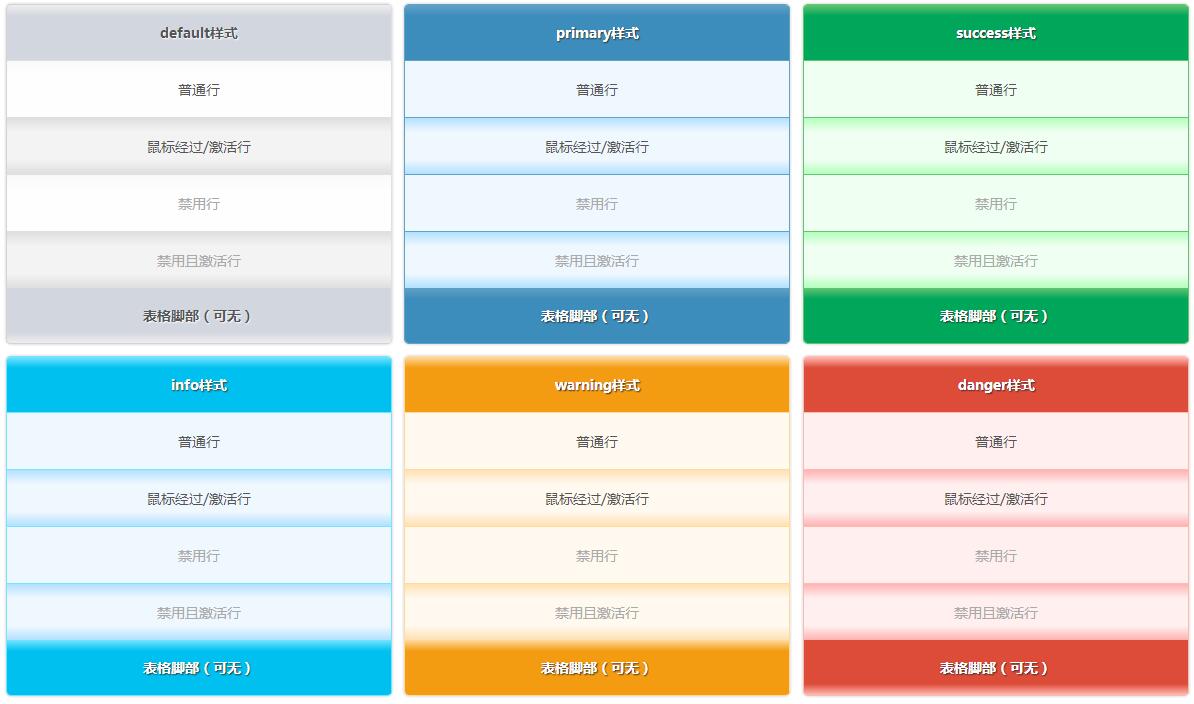 default样式
普通行
鼠标经过/激活行
禁用行
禁用且激活行
表格脚部（可无）
primary样式
普通行
鼠标经过/激活行
禁用行
禁用且激活行
表格脚部（可无）
success样式
普通行
鼠标经过/激活行
禁用行
禁用且激活行
表格脚部（可无）
info样式
普通行
鼠标经过/激活行
禁用行
禁用且激活行
表格脚部（可无）
warning样式
普通行
鼠标经过/激活行
禁用行
禁用且激活行
表格脚部（可无）
danger样式
普通行
鼠标经过/激活行
禁用行
禁用且激活行
表格脚部（可无）